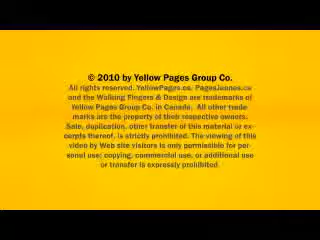 © 2010 by Yellow Pages Group Co.
All rights reserved. YellowPages.ca, PagesJaunes.ca
and the Walking Fingers & Design are trademarks of
Yellow Pages Group Co. in Canada. All other trade
marks are the property of their respective owners.
Sale, duplication, other transfer of this material or ex-
cerpts thereof, is strictly prohibited. The viewing of this
video by Web site visitors is only permissible for per-
sonal use; copying, commercial use, or additional use
or transfer is expressly prohibited.